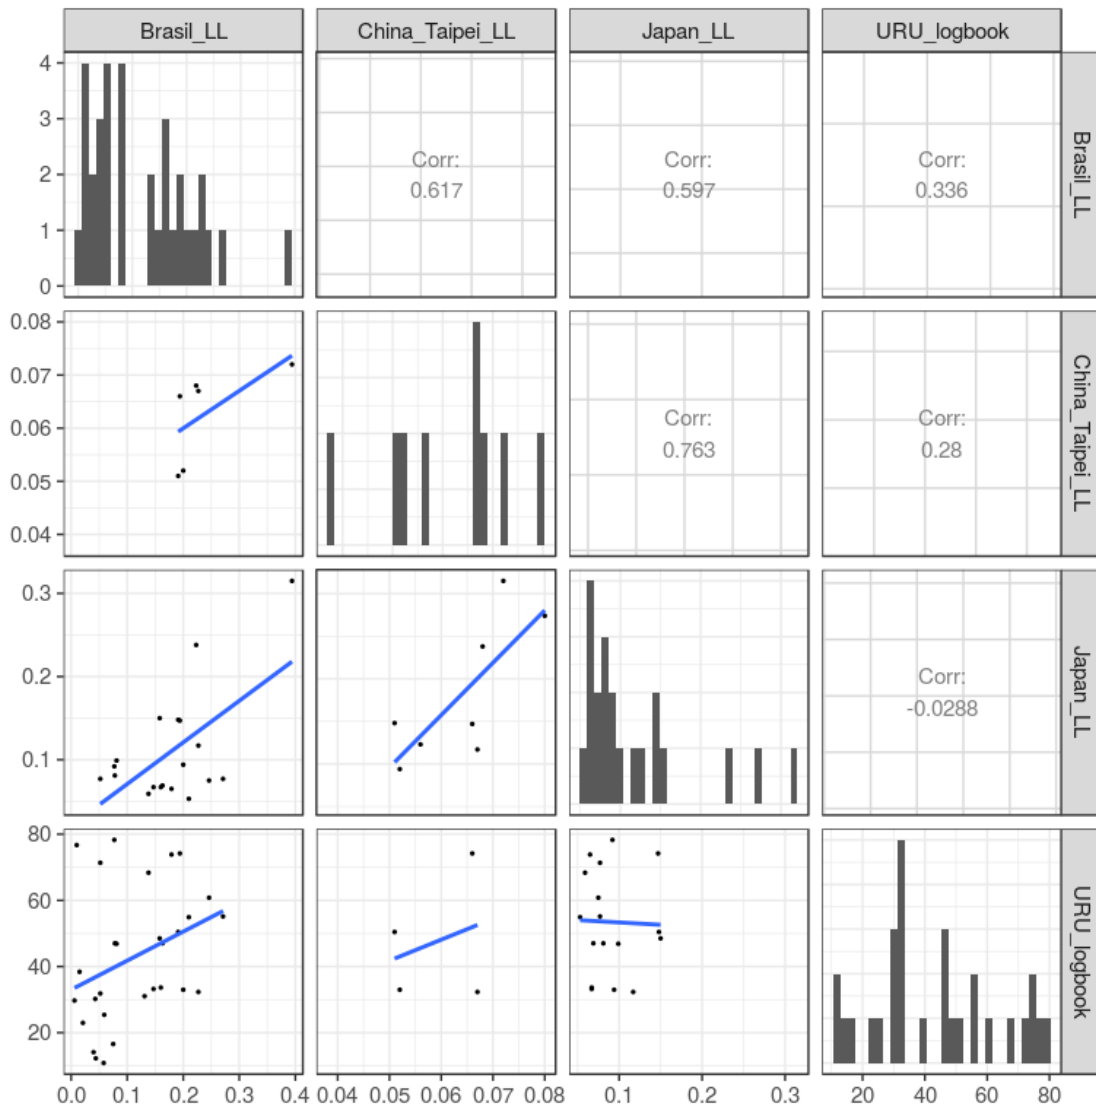 Brasil_LL
China_Taipei_LL
Japan_LL
URU_logbook
4
3
2
1
0
Corr:
0.617
Corr:
0.597
Corr:
0.336
Brasil_LL
0.08
0.07
0.06
0.05
0.04
Corr:
0.763
Corr:
0.28
China_Taipei_LL
0.3
0.2
0.1
Corr:
-0.0288
Japan_LL
80
60
40
20
URU_logbook
0.0 0.1 0.2 0.3 0.4
0.04 0.05 0.06 0.07 0.08
0.1 0.2 0.3
20 40 60 80